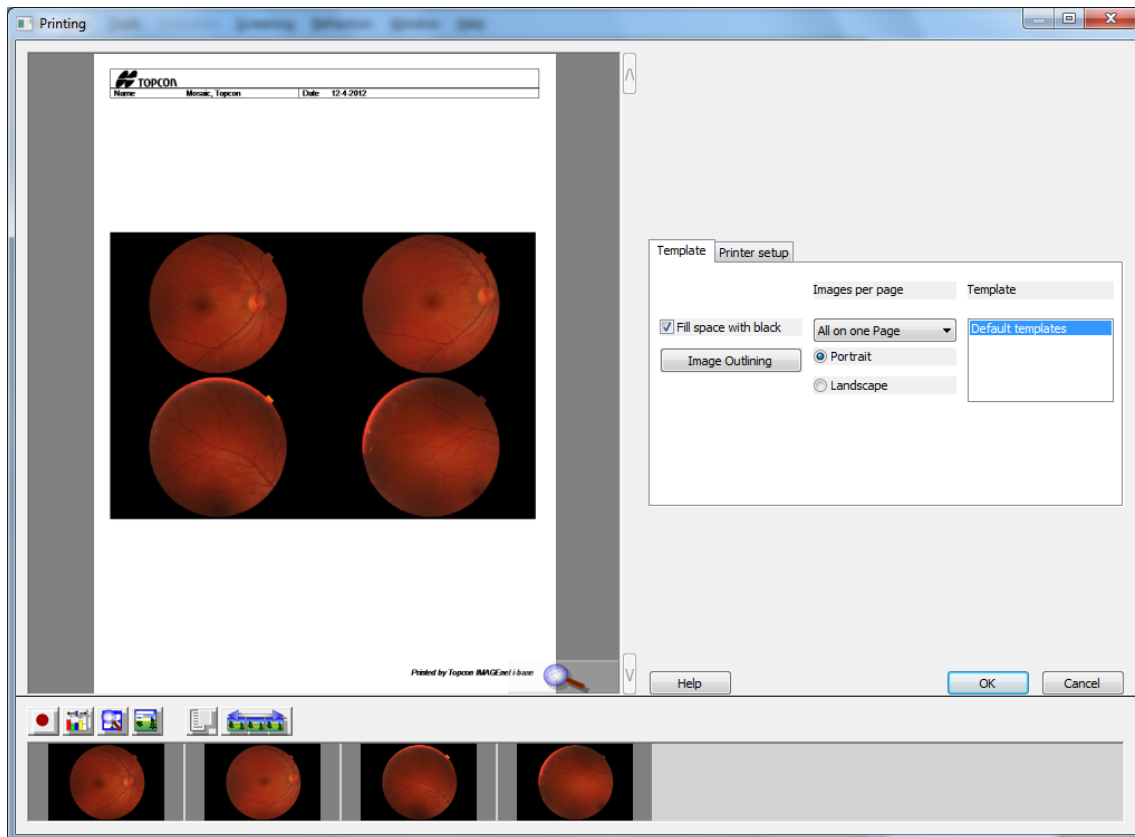 Printing
TOPCON
Name Mosaic, Topcon Date 12-4-2012
Template Printer setup
Images per page Template
Fill space with black All on one Page Default templates
Image Outlining Portrait
Landscape
Printed by Topcon IMAGEnet i-base
Help OK Cancel